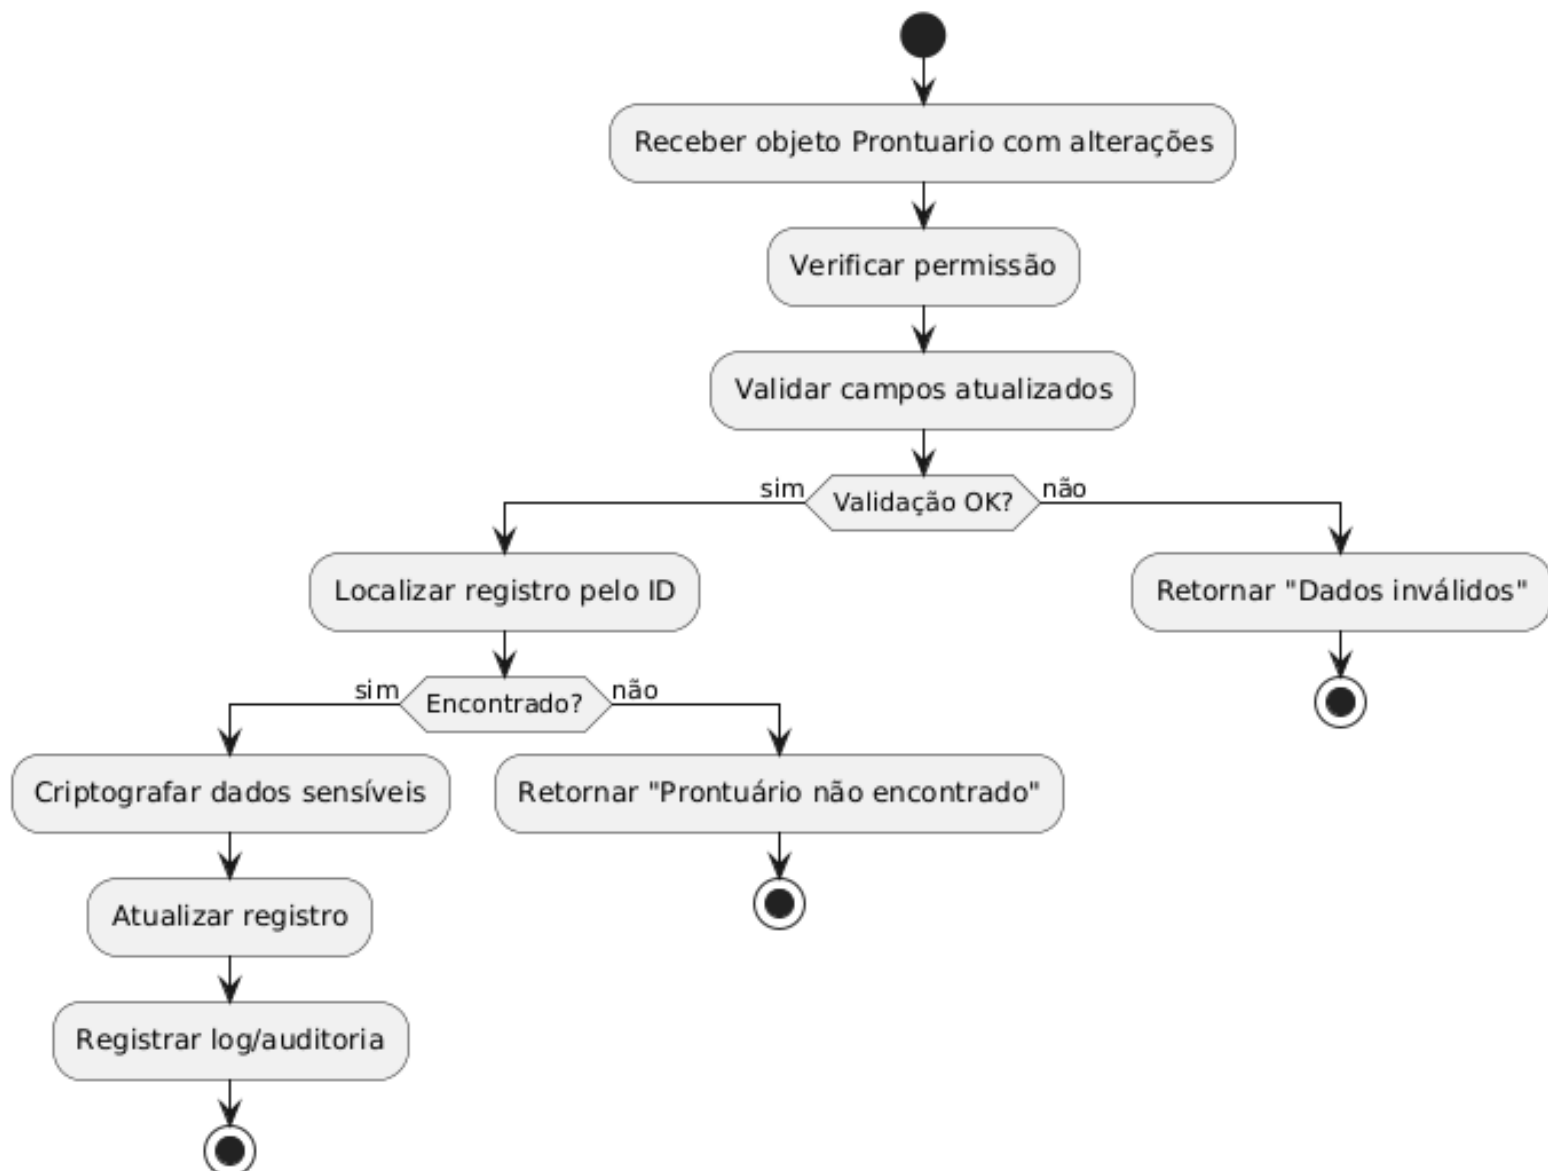 Receber objeto Prontuario com alterações
Verificar permissão
Validar campos atualizados
sim
Validação OK?
não
Localizar registro pelo ID
Retornar "Dados inválidos"
sim
Encontrado?
não
Criptografar dados sensíveis
Retornar "Prontuário não encontrado"
Atualizar registro
Registrar log/auditoria